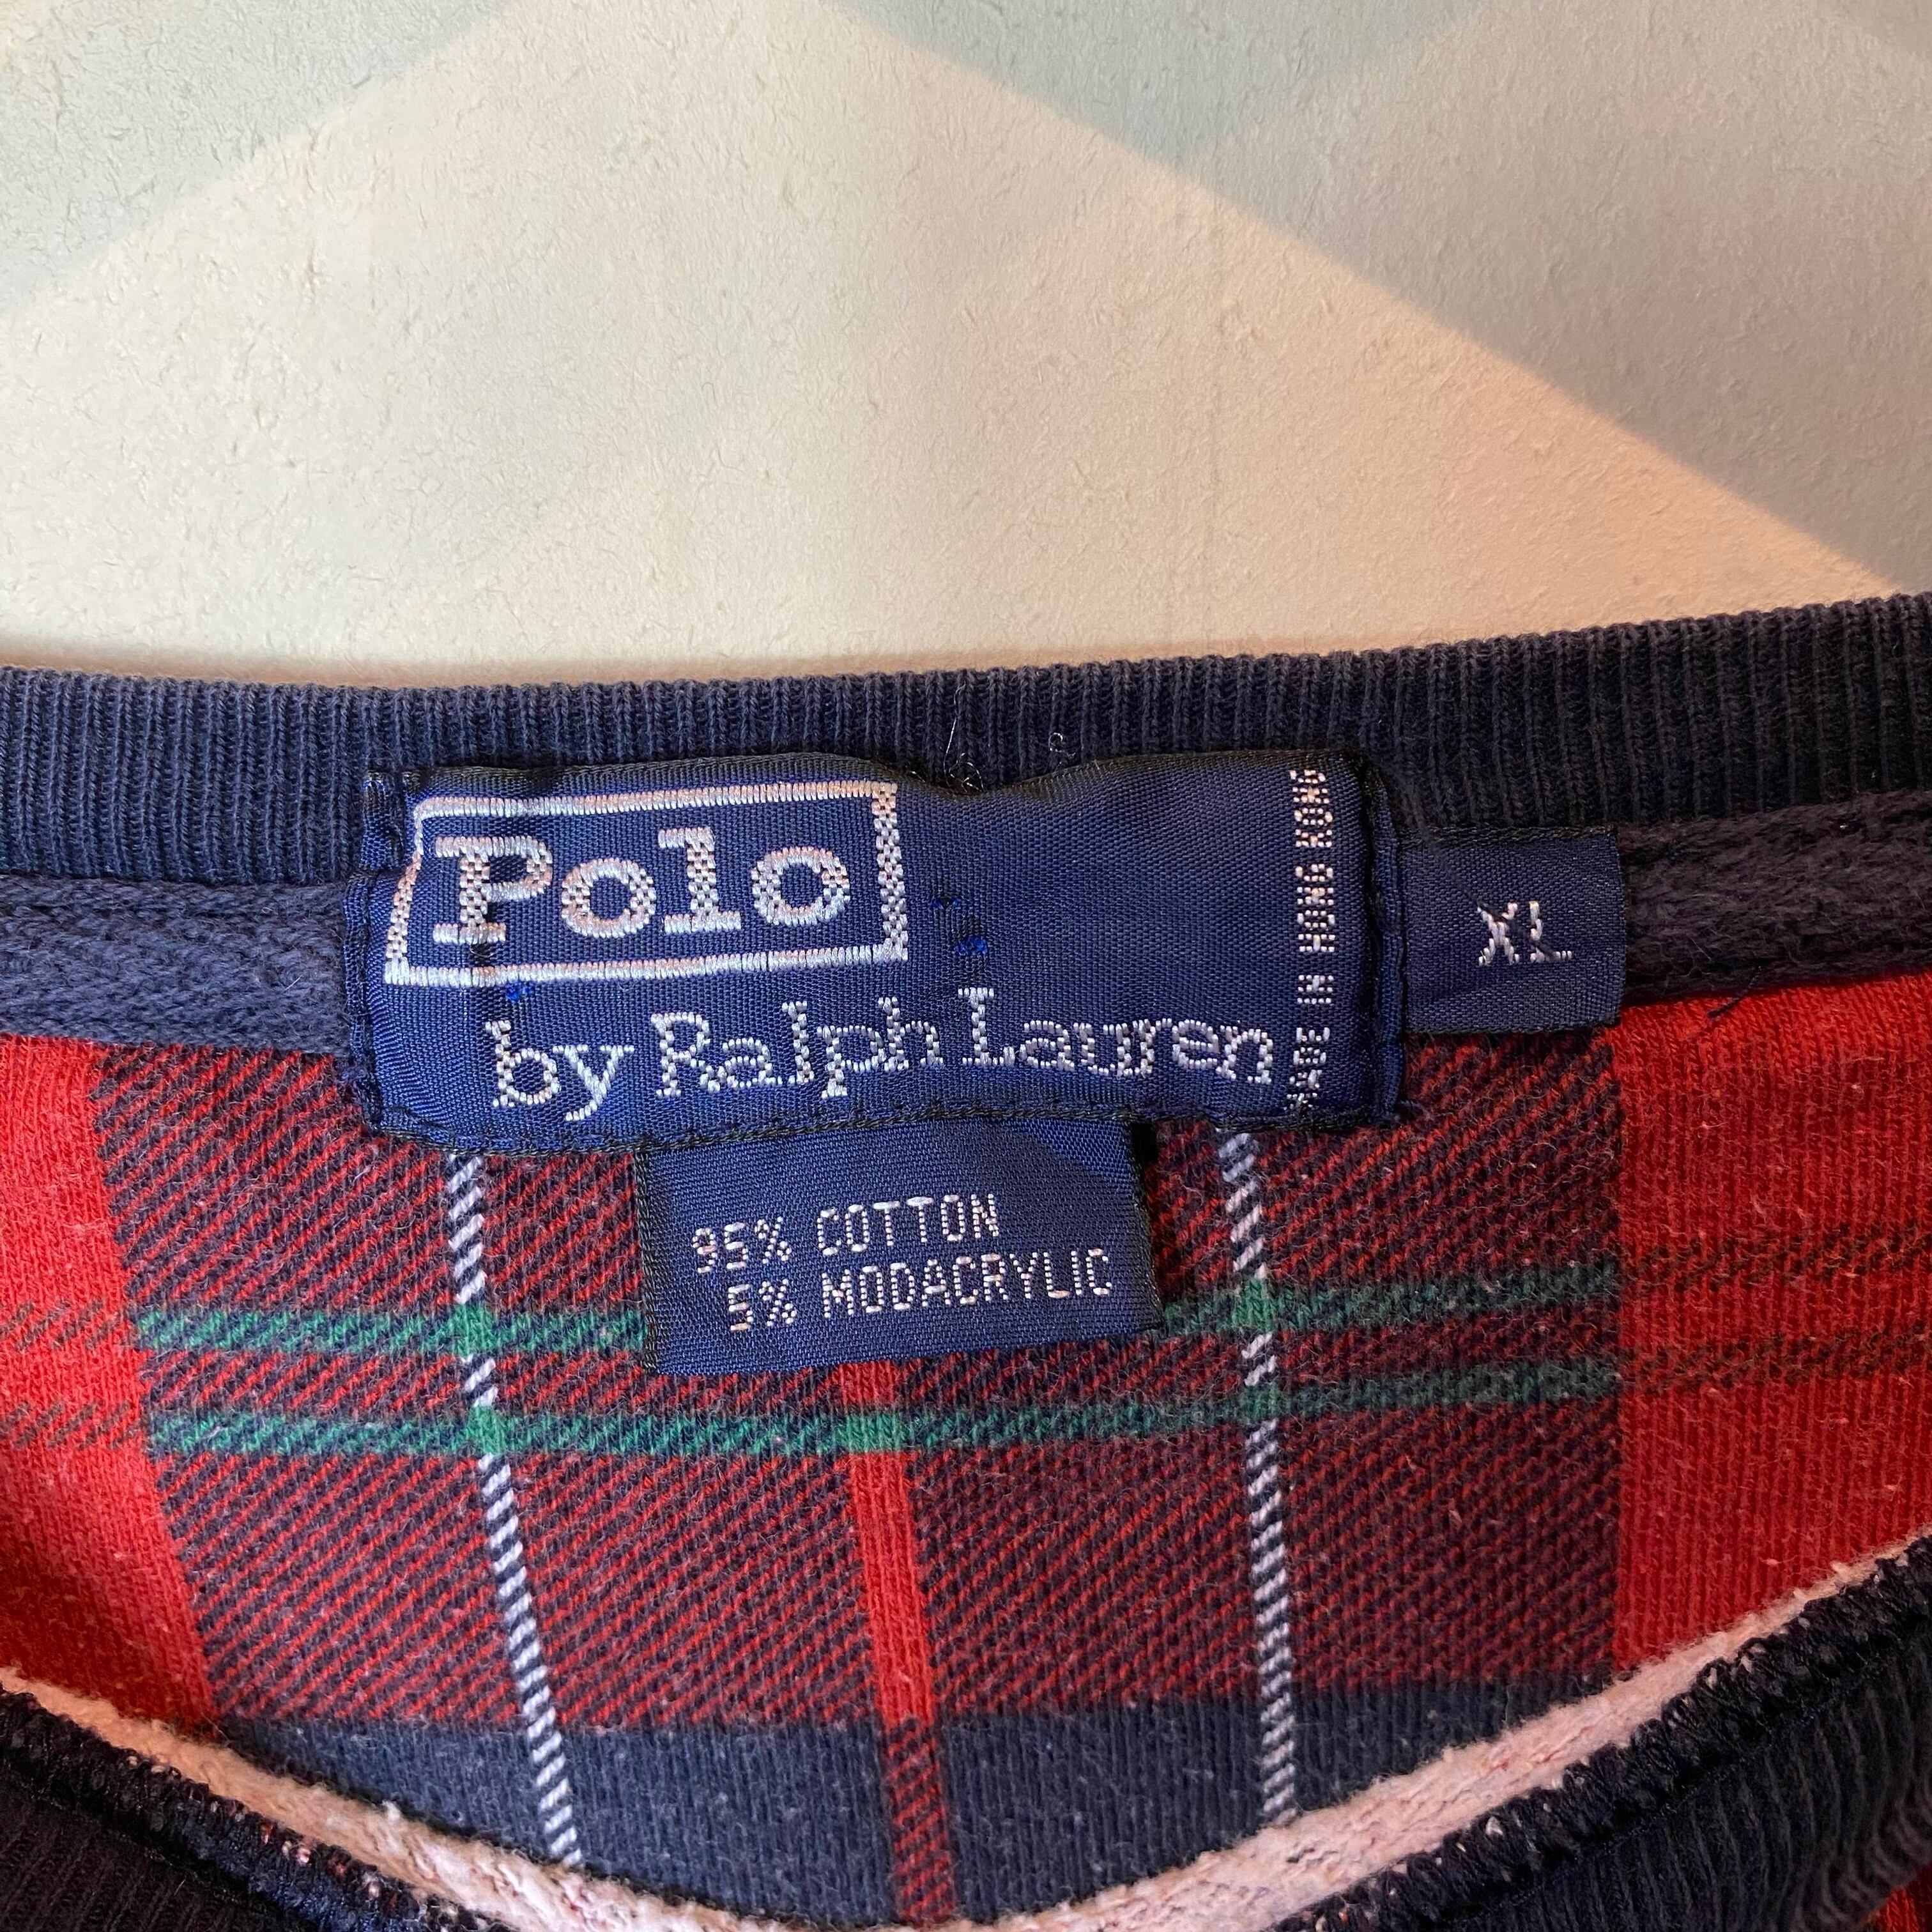 Polo
by Ralph Lauren
MADE IN HONG KONG
XL
95% COTTON
5% MODACRYLIC